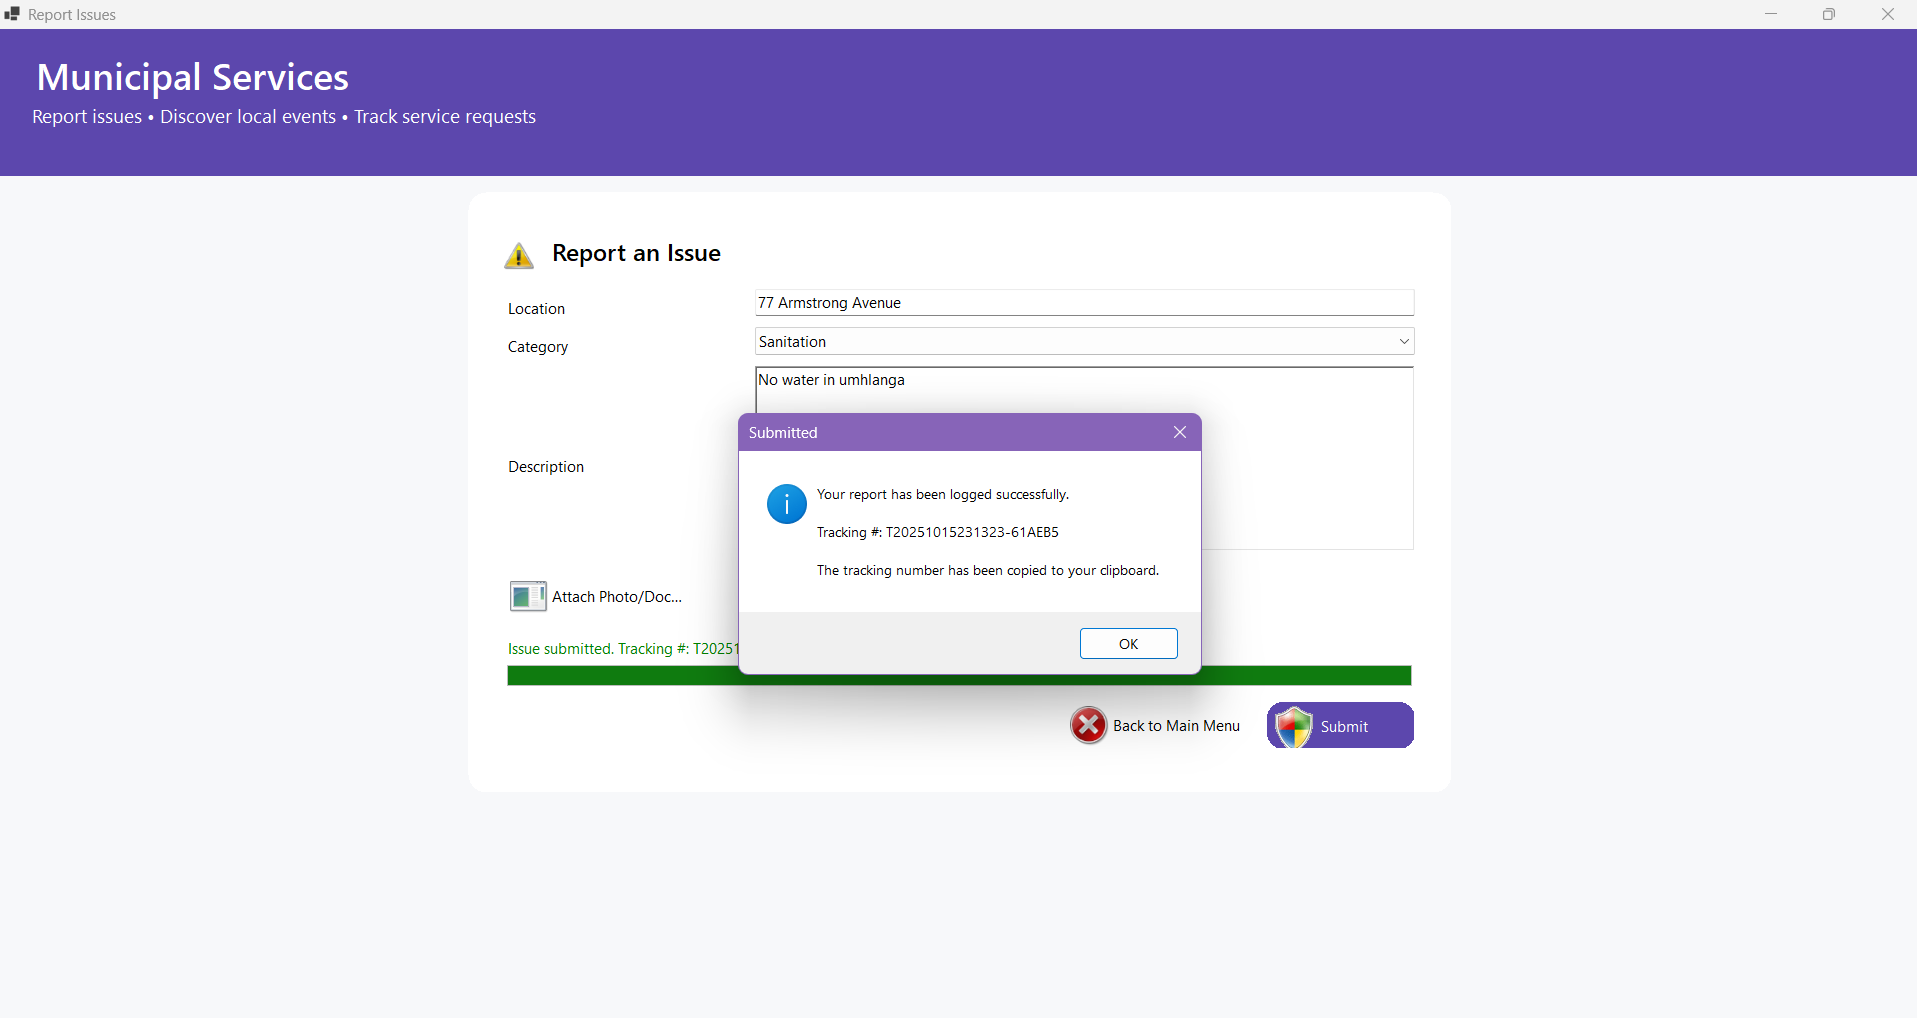 Report Issues
Municipal Services
Report issues • Discover local events • Track service requests
Report an Issue
Location
77 Armstrong Avenue
Category
Sanitation
No water in umhlanga
Description
Submitted
Your report has been logged successfully.
Tracking #: T20251015231323-61AEB5
The tracking number has been copied to your clipboard.
OK
Attach Photo/Doc...
Issue submitted. Tracking #: T20251
Back to Main Menu
Submit